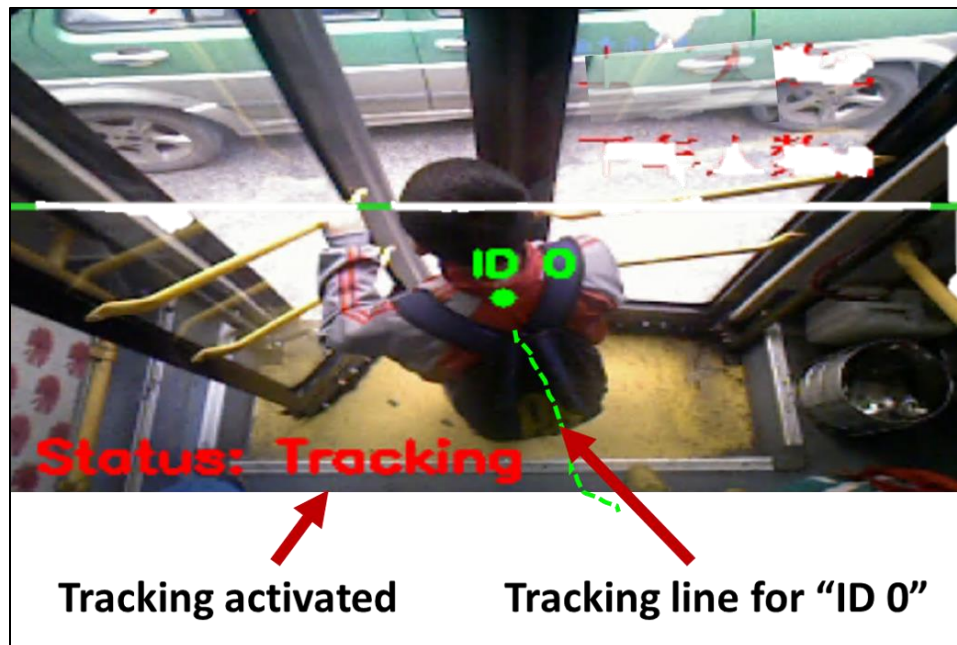 ID 0
Status: Tracking
Tracking activated
Tracking line for “ID 0”